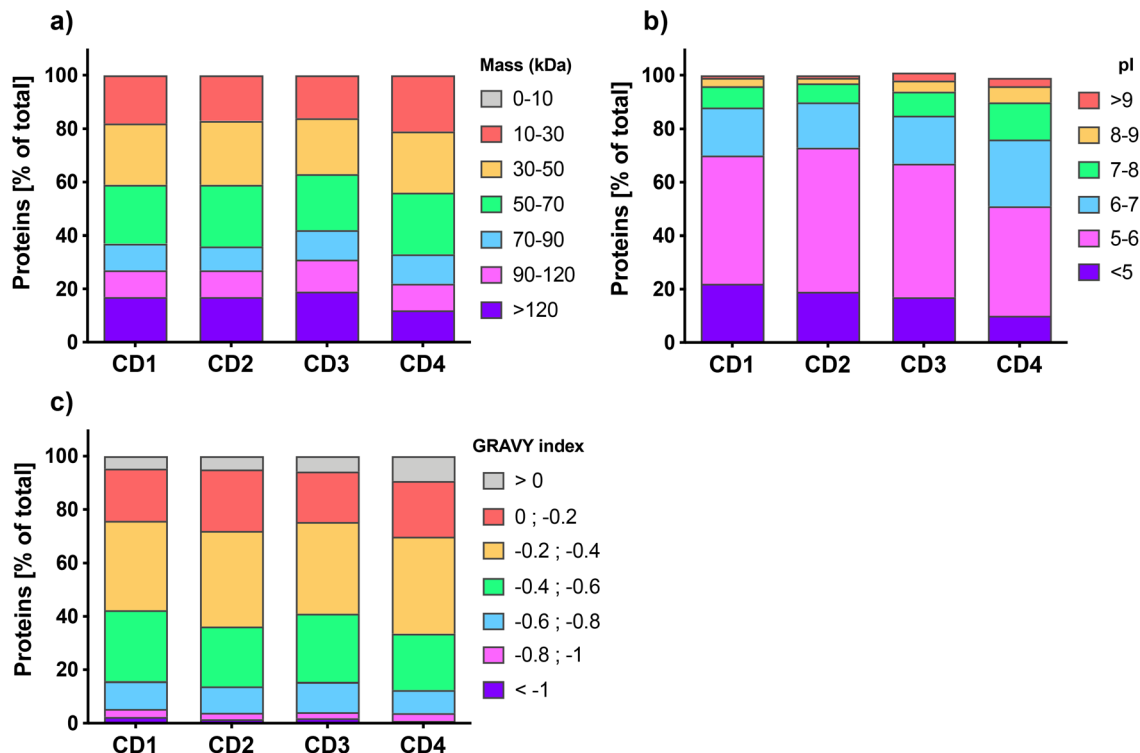 a)
Proteins [% of total]
100
80
60
40
20
0
CD1 CD2 CD3 CD4
Mass (kDa)
0-10
10-30
30-50
50-70
70-90
90-120
>120
b)
Proteins [% of total]
100
80
60
40
20
0
CD1 CD2 CD3 CD4
pI
>9
8-9
7-8
6-7
5-6
<5
c)
Proteins [% of total]
100
80
60
40
20
0
CD1 CD2 CD3 CD4
GRAVY index
> 0
0 ; -0.2
-0.2 ; -0.4
-0.4 ; -0.6
-0.6 ; -0.8
-0.8 ; -1
< -1